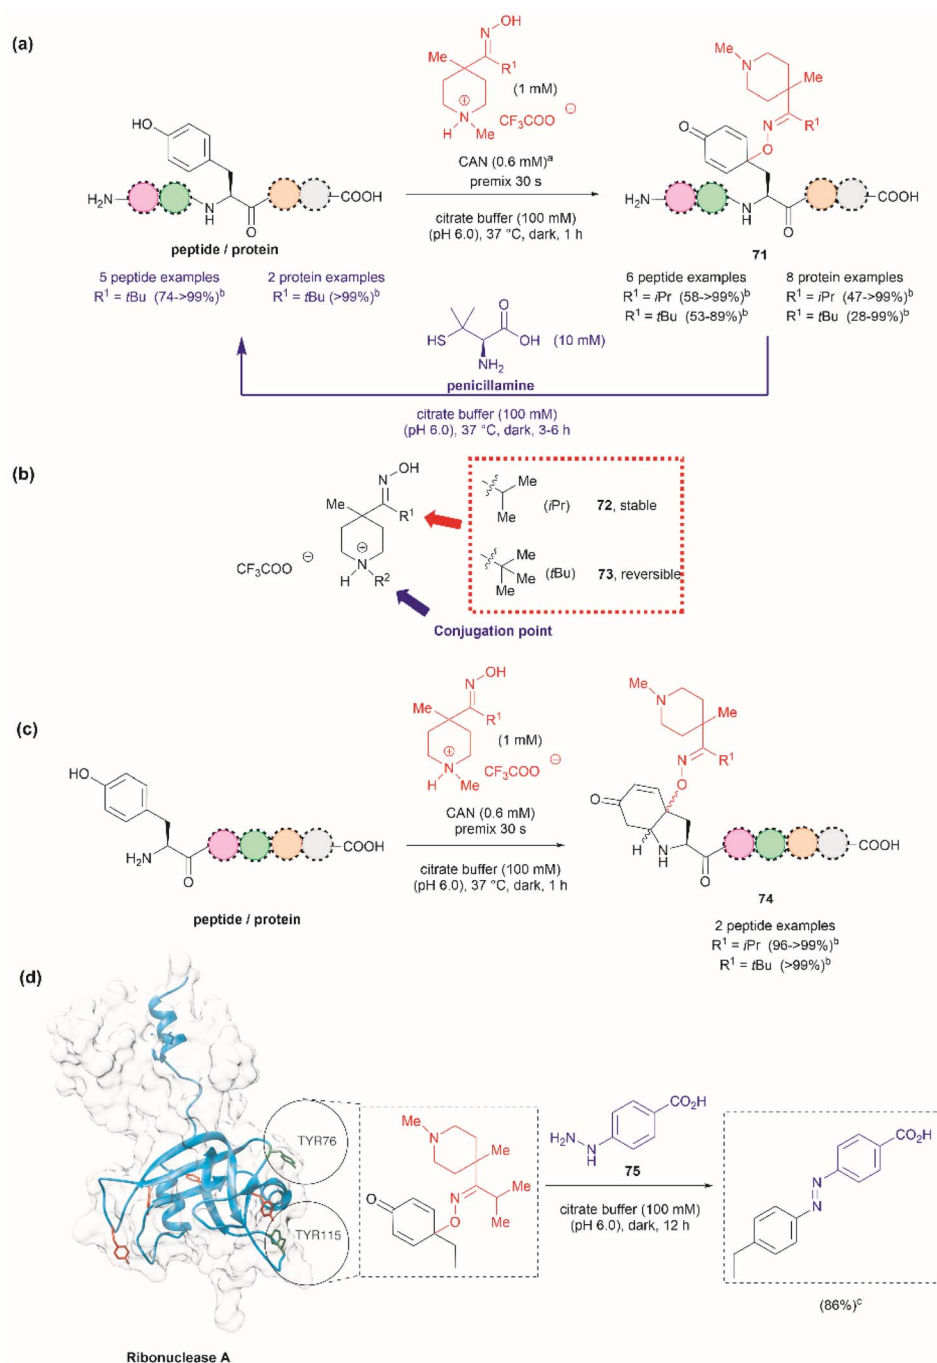 (a)
N
OH
Me
R¹
(1 mM)
⊕
N
H
Me
CF₃COO
⊖
CAN (0.6 mM)ᵃ
premix 30 s
citrate buffer (100 mM)
(pH 6.0), 37 °C, dark, 1 h
HO
H₂N
N
H
O
COOH
peptide / protein
5 peptide examples
R¹ = tBu (74->99%)ᵇ
2 protein examples
R¹ = tBu (>99%)ᵇ
Me
N
Me
N
R¹
O
O
H₂N
N
H
O
COOH
71
6 peptide examples
R¹ = iPr (58->99%)ᵇ
R¹ = tBu (53-89%)ᵇ
8 protein examples
R¹ = iPr (47->99%)ᵇ
R¹ = tBu (28-99%)ᵇ
O
HS
OH
(10 mM)
NH₂
penicillamine
citrate buffer (100 mM)
(pH 6.0), 37 °C, dark, 3-6 h
(b)
N
OH
Me
R¹
⊕
N
H
R²
CF₃COO
⊖
Me
Me
(iPr)
72, stable
Me
Me
Me
(tBu)
73, reversible
Conjugation point
(c)
N
OH
Me
R¹
(1 mM)
⊕
N
H
Me
CF₃COO
⊖
CAN (0.6 mM)
premix 30 s
citrate buffer (100 mM)
(pH 6.0), 37 °C, dark, 1 h
HO
H₂N
O
COOH
peptide / protein
Me
N
Me
N
R¹
O
O
H
N
H
O
COOH
74
2 peptide examples
R¹ = iPr (96->99%)ᵇ
R¹ = tBu (>99%)ᵇ
(d)
TYR76
TYR115
Ribonuclease A
Me
N
Me
Me
N
O
Me
O
CO₂H
H₂N
N
H
75
citrate buffer (100 mM)
(pH 6.0), dark, 12 h
CO₂H
N
N
(86%)ᶜ